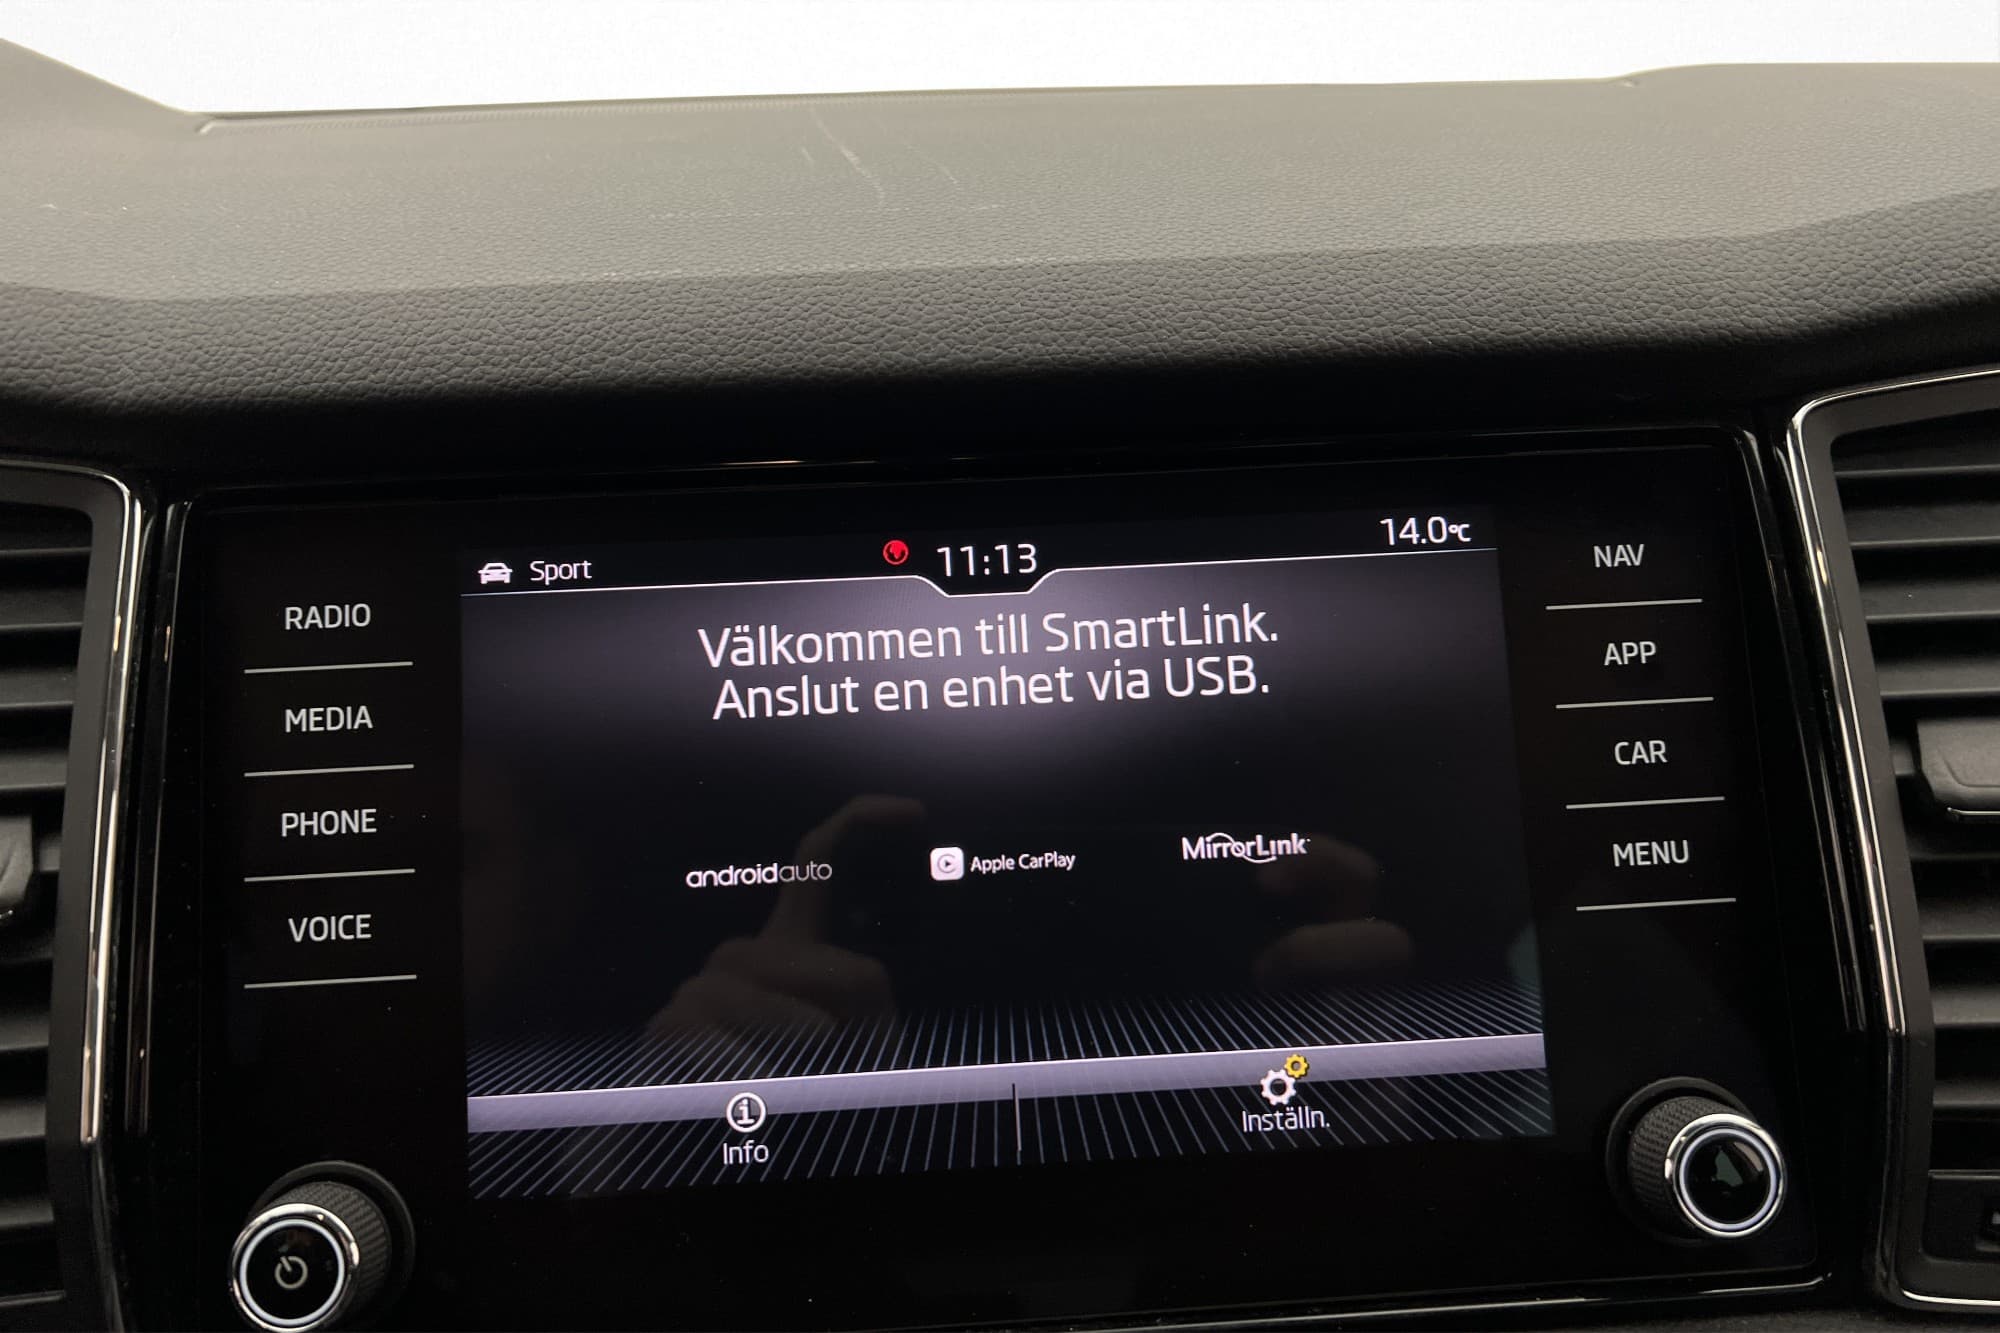 Sport
11:13
14.0°C
Välkommen till SmartLink.
Anslut en enhet via USB.
androidauto
Apple CarPlay
MirrorLink
Info
Inställn.
RADIO
MEDIA
PHONE
VOICE
NAV
APP
CAR
MENU